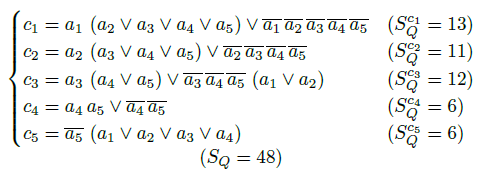 c₁ = a₁ (a₂ ∨ a₃ ∨ a₄ ∨ a₅) ∨ a̅₁ a̅₂ a̅₃ a̅₄ a̅₅ (S_Q^{c₁} = 13)
c₂ = a₂ (a₃ ∨ a₄ ∨ a₅) ∨ a̅₂ a̅₃ a̅₄ a̅₅ (S_Q^{c₂} = 11)
c₃ = a₃ (a₄ ∨ a₅) ∨ a̅₃ a̅₄ a̅₅ (a₁ ∨ a₂) (S_Q^{c₃} = 12)
c₄ = a₄ a₅ ∨ a̅₄ a̅₅ (S_Q^{c₄} = 6)
c₅ = a̅₅ (a₁ ∨ a₂ ∨ a₃ ∨ a₄) (S_Q^{c₅} = 6)
(S_Q = 48)